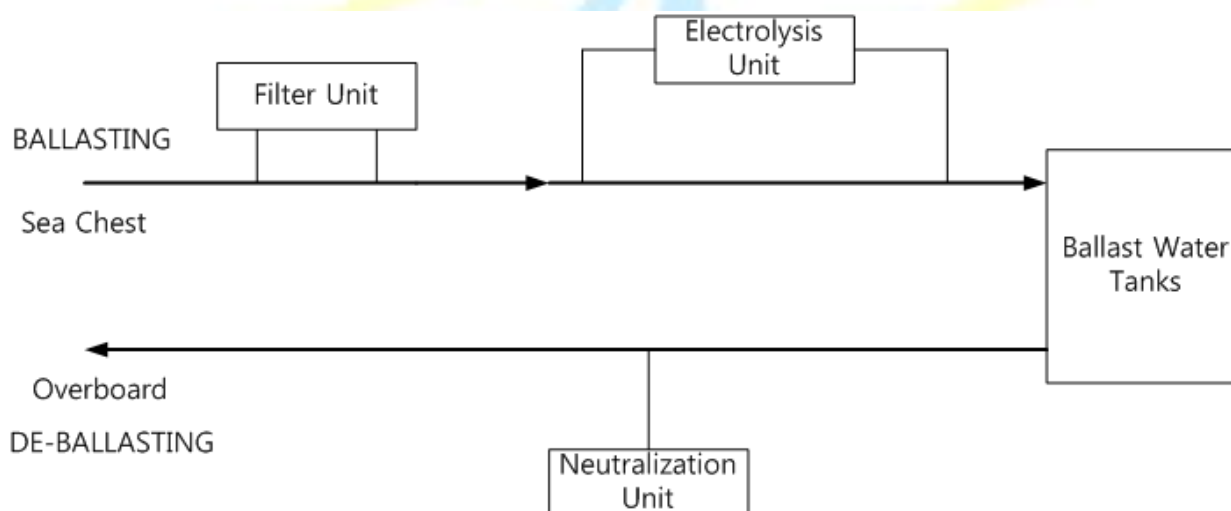 Electrolysis
Unit
Filter Unit
BALLASTING
Sea Chest
Ballast Water
Tanks
Overboard
DE-BALLASTING
Neutralization
Unit